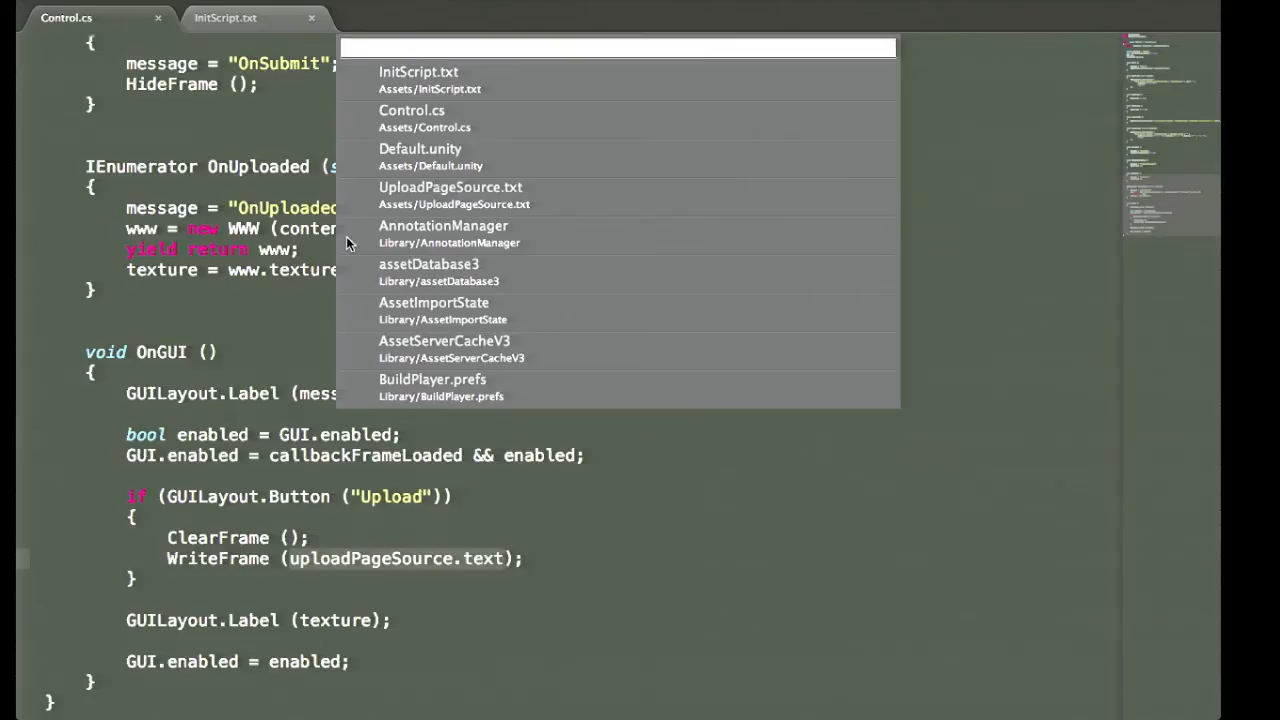 Control.cs × InitScript.txt ×
{
message = "OnSubmit";
HideFrame ();
}
IEnumerator OnUploaded (s
{
message = "OnUploaded
www = new WWW (conten
yield return www;
texture = www.texture
}
void OnGUI ()
{
GUILayout.Label (mess
bool enabled = GUI.enabled;
GUI.enabled = callbackFrameLoaded && enabled;
if (GUILayout.Button ("Upload"))
{
ClearFrame ();
WriteFrame (uploadPageSource.text);
}
GUILayout.Label (texture);
GUI.enabled = enabled;
}
}
InitScript.txt
Assets/InitScript.txt
Control.cs
Assets/Control.cs
Default.unity
Assets/Default.unity
UploadPageSource.txt
Assets/UploadPageSource.txt
AnnotationManager
Library/AnnotationManager
assetDatabase3
Library/assetDatabase3
AssetImportState
Library/AssetImportState
AssetServerCacheV3
Library/AssetServerCacheV3
BuildPlayer.prefs
Library/BuildPlayer.prefs